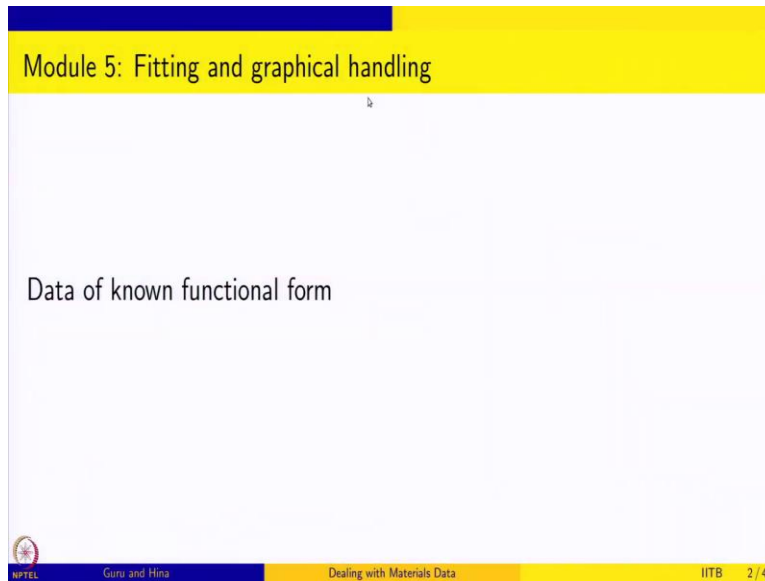 Module 5: Fitting and graphical handling
Data of known functional form
NPTEL
Guru and Hina Dealing with Materials Data IITB 2/4